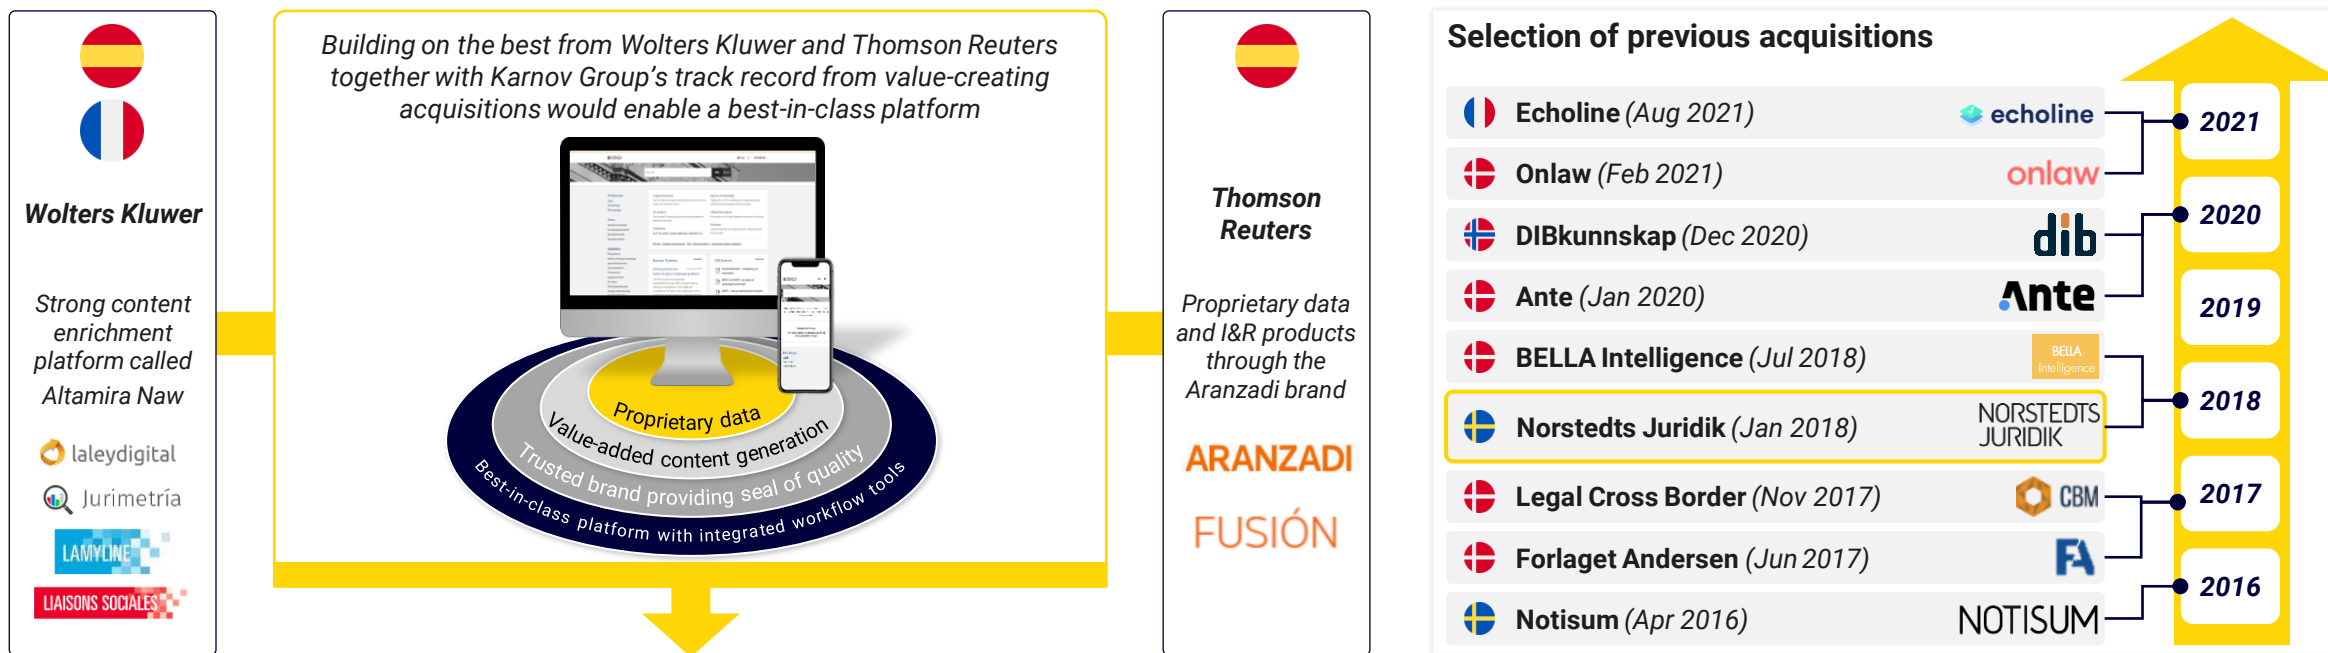 Wolters Kluwer
Strong content
enrichment
platform called
Altamira Naw
laleydigital
Jurimetría
LAMYLINE
LIAISONS SOCIALES
Building on the best from Wolters Kluwer and Thomson Reuters
together with Karnov Group's track record from value-creating
acquisitions would enable a best-in-class platform
Proprietary data
Value-added content generation
Trusted brand providing seal of quality
Best-in-class platform with integrated workflow tools
Thomson
Reuters
Proprietary data
and I&R products
through the
Aranzadi brand
ARANZADI
FUSIÓN
Selection of previous acquisitions
Echoline (Aug 2021) echoline
2021
Onlaw (Feb 2021) onlaw
DIBkunnskap (Dec 2020) dib
2020
Ante (Jan 2020) Ante
2019
BELLA Intelligence (Jul 2018) BELLA
Intelligence
2018
Norstedts Juridik (Jan 2018) NORSTEDTS
JURIDIK
Legal Cross Border (Nov 2017) CBM
2017
Forlaget Andersen (Jun 2017) FA
2016
Notisum (Apr 2016) NOTISUM